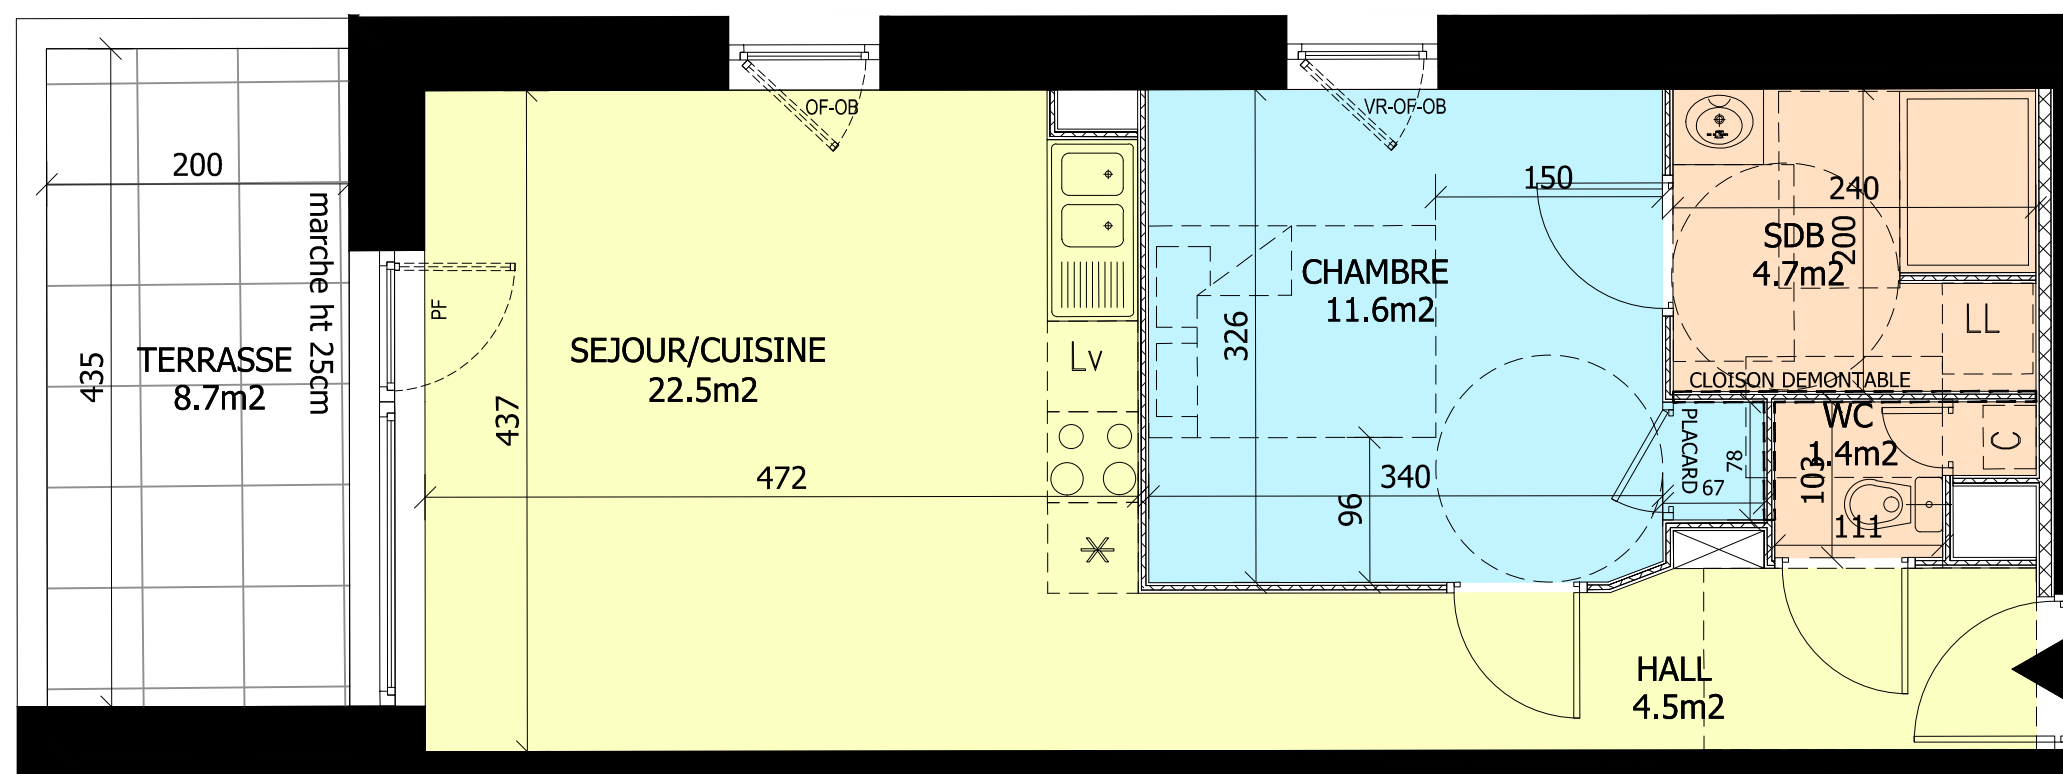 200
marche ht 25cm
435
TERRASSE
8.7m2
PF
OF-OB
SEJOUR/CUISINE
22.5m2
437
472
Lv
VR-OF-OB
150
CHAMBRE
11.6m2
326
340
96
240
SDB
4.7m2
200
LL
CLOISON DEMONTABLE
PLACARD
78
67
WC
1.4m2
103
111
C
HALL
4.5m2